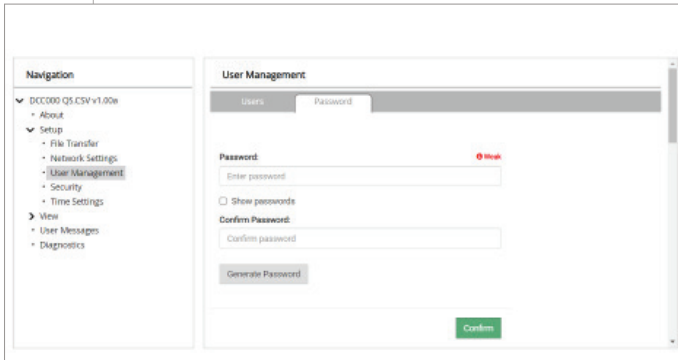 Navigation
DCC000 QS.CSV v1.00a
About
Setup
File Transfer
Network Settings
User Management
Security
Time Settings
View
User Messages
Diagnostics
User Management
Users
Password
Password:
Weak
Enter password
Show passwords
Confirm Password:
Confirm password
Generate Password
Confirm